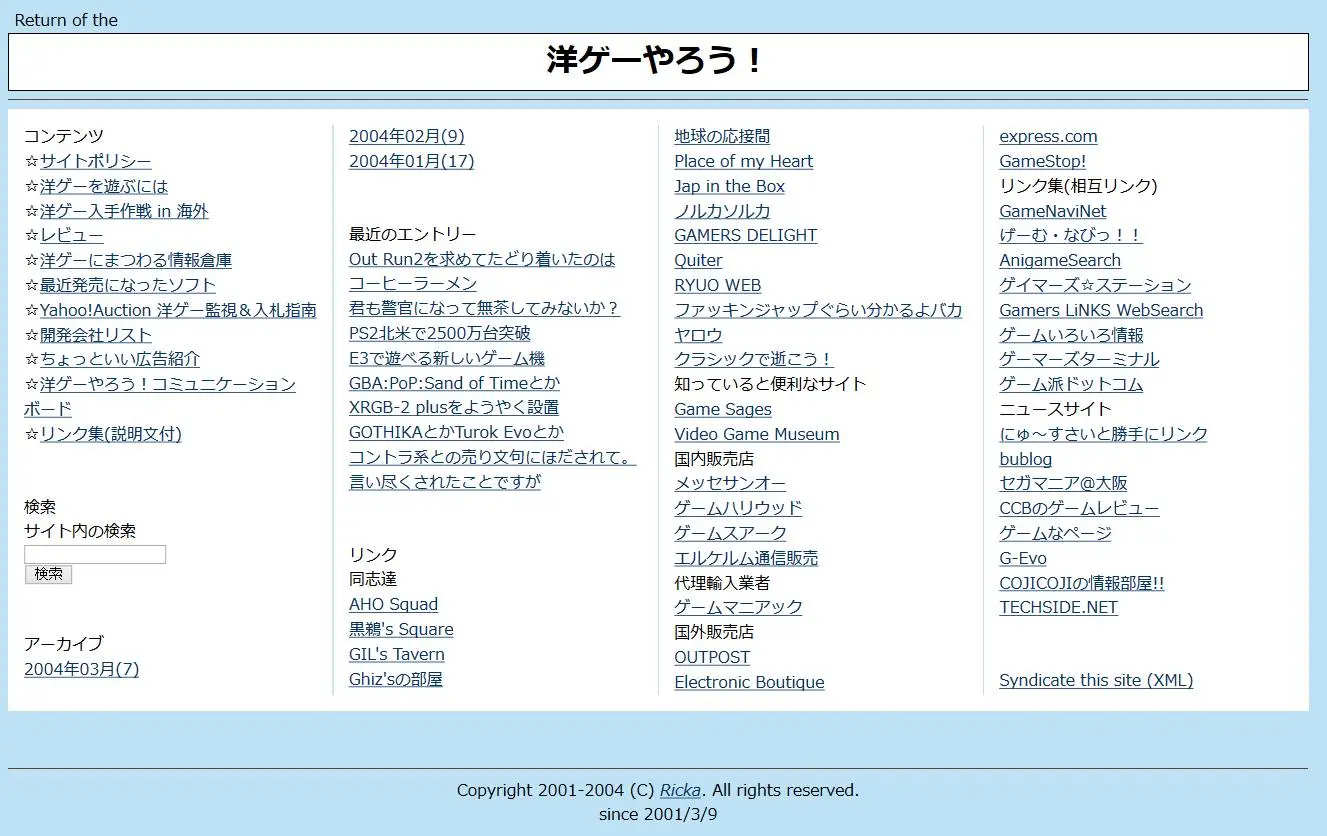 Return of the
洋ゲーやろう！
コンテンツ
☆サイトポリシー
☆洋ゲーを遊ぶには
☆洋ゲー入手作戦 in 海外
☆レビュー
☆洋ゲーにまつわる情報倉庫
☆最近発売になったソフト
☆Yahoo!Auction 洋ゲー監視＆入札指南
☆開発会社リスト
☆ちょっといい広告紹介
☆洋ゲーやろう！コミュニケーション
ボード
☆リンク集(説明文付)
検索
サイト内の検索
検索
アーカイブ
2004年03月(7)
2004年02月(9)
2004年01月(17)
最近のエントリー
Out Run2を求めてたどり着いたのは
コーヒーラーメン
君も警官になって無茶してみないか？
PS2北米で2500万台突破
E3で遊べる新しいゲーム機
GBA:PoP:Sand of Timeとか
XRGB-2 plusをようやく設置
GOTHIKAとかTurok Evoとか
コントラ系との売り文句にほだされて。
言い尽くされたことですが
リンク
同志達
AHO Squad
黒鵜's Square
GIL's Tavern
Ghiz'sの部屋
地球の応接間
Place of my Heart
Jap in the Box
ノルカソルカ
GAMERS DELIGHT
Quiter
RYUO WEB
ファッキンジャップぐらい分かるよバカ
ヤロウ
クラシックで逝こう！
知っていると便利なサイト
Game Sages
Video Game Museum
国内販売店
メッセサンオー
ゲームハリウッド
ゲームスアーク
エルケルム通信販売
代理輸入業者
ゲームマニアック
国外販売店
OUTPOST
Electronic Boutique
express.com
GameStop!
リンク集(相互リンク)
GameNaviNet
げーむ・なびっ！！
AnigameSearch
ゲイマーズ☆ステーション
Gamers LiNKS WebSearch
ゲームいろいろ情報
ゲーマーズターミナル
ゲーム派ドットコム
ニュースサイト
にゅ～すさいと勝手にリンク
bublog
セガマニア@大阪
CCBのゲームレビュー
ゲームなページ
G-Evo
COJICOJIの情報部屋!!
TECHSIDE.NET
Syndicate this site (XML)
Copyright 2001-2004 (C) Ricka. All rights reserved.
since 2001/3/9